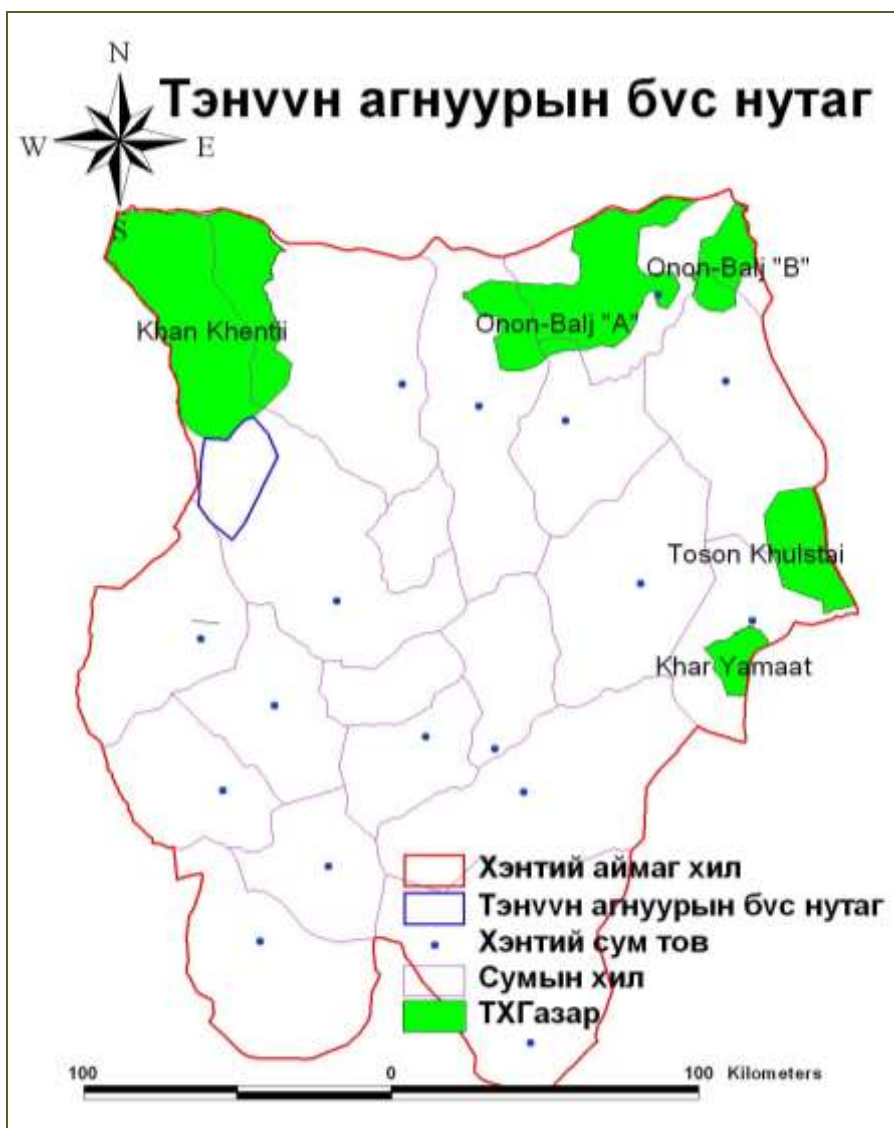 N
Тэнvvн агнуурын бvс нутаг
W E
S
Onon-Balj "B"
Khan Khentii
Onon-Balj "A"
Toson Khulstai
Khar Yamaat
Хэнтий аймаг хил
Тэнvvн агнуурын бvс нутаг
Хэнтий сум тов
Сумын хил
ТХГазар
100 0 100 Kilometers